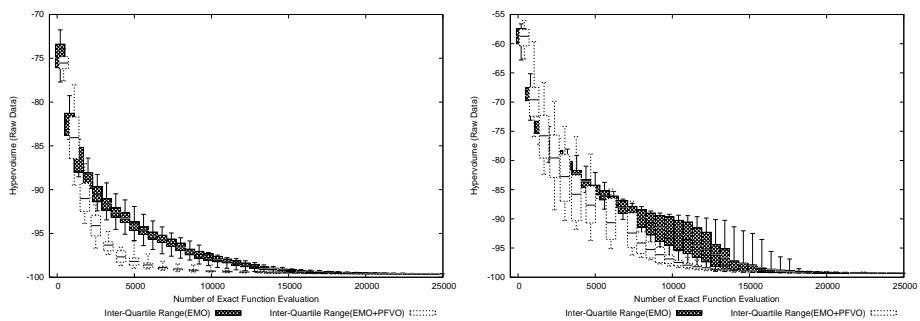 -70
-75
-80
-85
-90
-95
-100
Hypervolume (Raw Data)
0 5000 10000 15000 20000 25000
Number of Exact Function Evaluation
Inter-Quartile Range(EMO) Inter-Quartile Range(EMO+PFVO)
-55
-60
-65
-70
-75
-80
-85
-90
-95
-100
Hypervolume (Raw Data)
0 5000 10000 15000 20000 25000
Number of Exact Function Evaluation
Inter-Quartile Range(EMO) Inter-Quartile Range(EMO+PFVO)